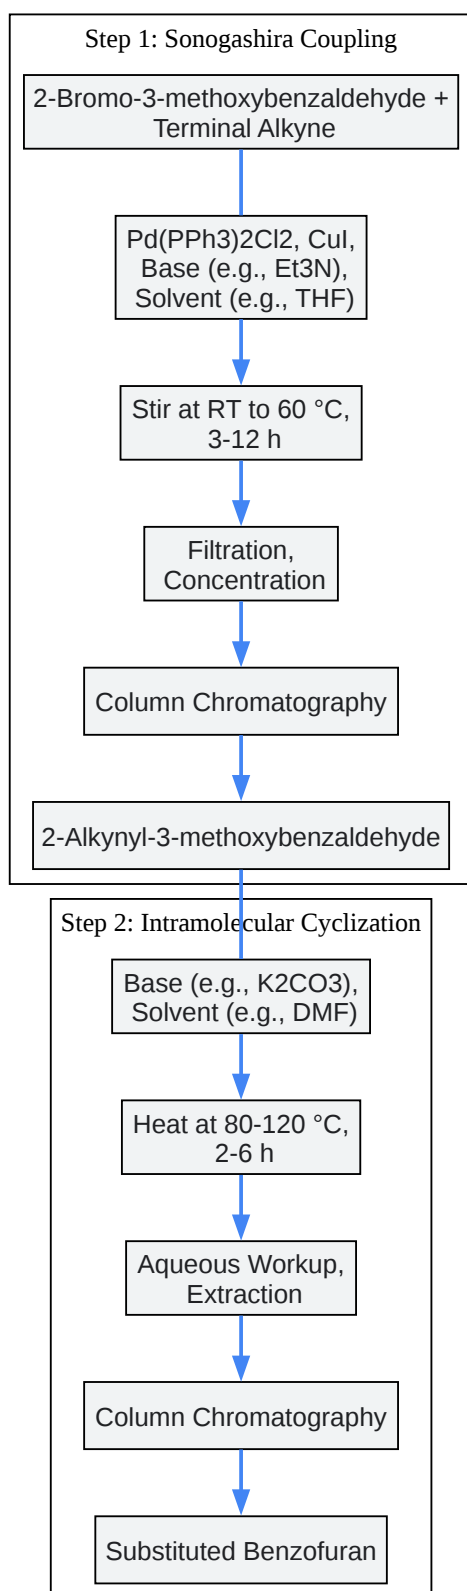 Step 1: Sonogashira Coupling
2-Bromo-3-methoxybenzaldehyde +
Terminal Alkyne
Pd(PPh3)2Cl2, CuI,
Base (e.g., Et3N),
Solvent (e.g., THF)
Stir at RT to 60 °C,
3-12 h
Filtration,
Concentration
Column Chromatography
2-Alkynyl-3-methoxybenzaldehyde
Step 2: Intramolecular Cyclization
Base (e.g., K2CO3),
Solvent (e.g., DMF)
Heat at 80-120 °C,
2-6 h
Aqueous Workup,
Extraction
Column Chromatography
Substituted Benzofuran